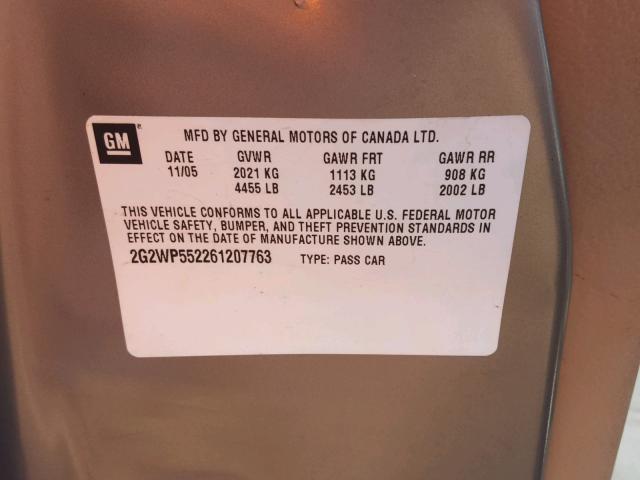 GM MFD BY GENERAL MOTORS OF CANADA LTD.
DATE GVWR GAWR FRT GAWR RR
11/05 2021 KG 1113 KG 908 KG
4455 LB 2453 LB 2002 LB
THIS VEHICLE CONFORMS TO ALL APPLICABLE U.S. FEDERAL MOTOR
VEHICLE SAFETY, BUMPER, AND THEFT PREVENTION STANDARDS IN
EFFECT ON THE DATE OF MANUFACTURE SHOWN ABOVE.
2G2WP552261207763 TYPE: PASS CAR